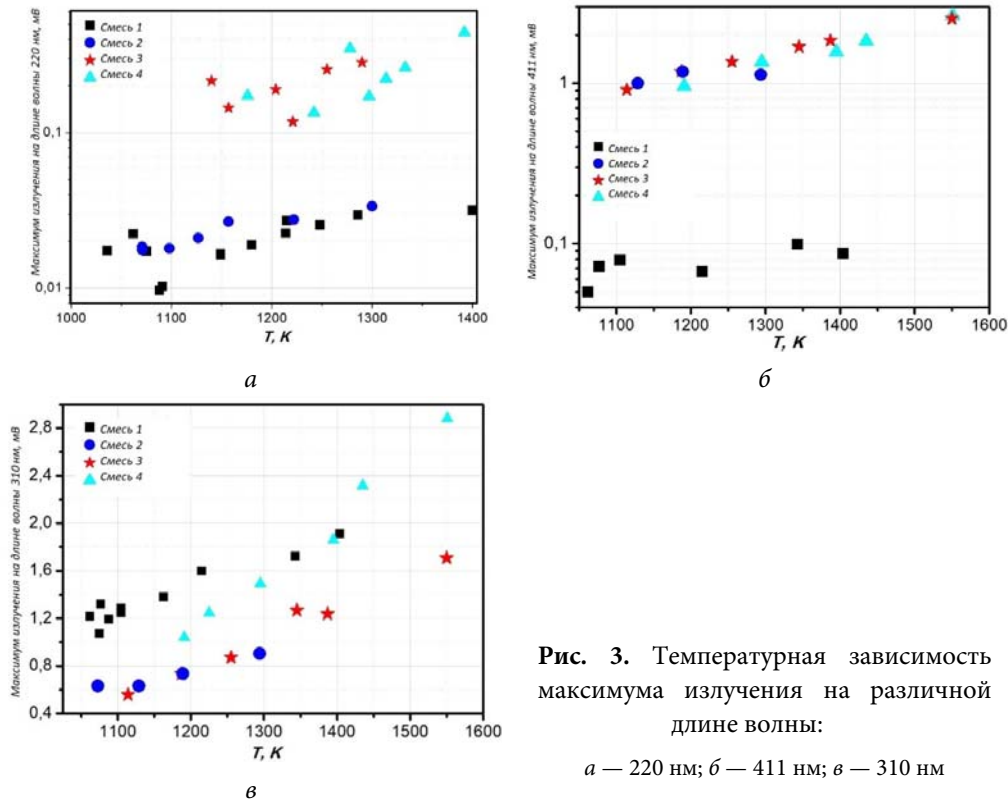 Максимум излучения на длине волны 220 нм, мВ
Смесь 1
Смесь 2
Смесь 3
Смесь 4
0,1
0,01
1000 1100 1200 1300 1400
T, K
а
Максимум излучения на длине волны 411 нм, мВ
1
Смесь 1
Смесь 2
Смесь 3
Смесь 4
0,1
1100 1200 1300 1400 1500 1600
T, K
б
Максимум излучения на длине волны 310 нм, мВ
Смесь 1
Смесь 2
Смесь 3
Смесь 4
2,8
2,4
2,0
1,6
1,2
0,8
0,4
1100 1200 1300 1400 1500 1600
T, K
в
Рис. 3. Температурная зависимость
максимума излучения на различной
длине волны:
а — 220 нм; б — 411 нм; в — 310 нм